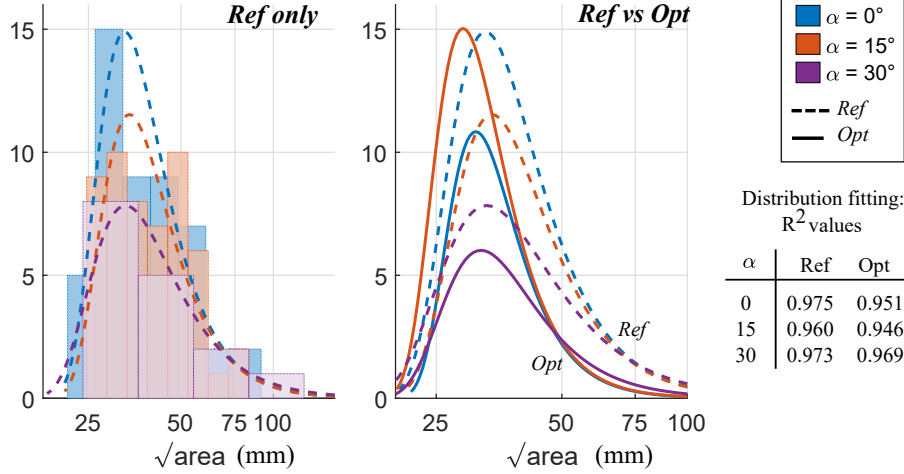 Ref only
15
10
5
0
25 50 75 100
√area (mm)
Ref vs Opt
15
10
5
0
25 50 75 100
√area (mm)
Ref
Opt
α = 0°
α = 15°
α = 30°
Ref
Opt
Distribution fitting:
R² values
α Ref Opt
0 0.975 0.951
15 0.960 0.946
30 0.973 0.969